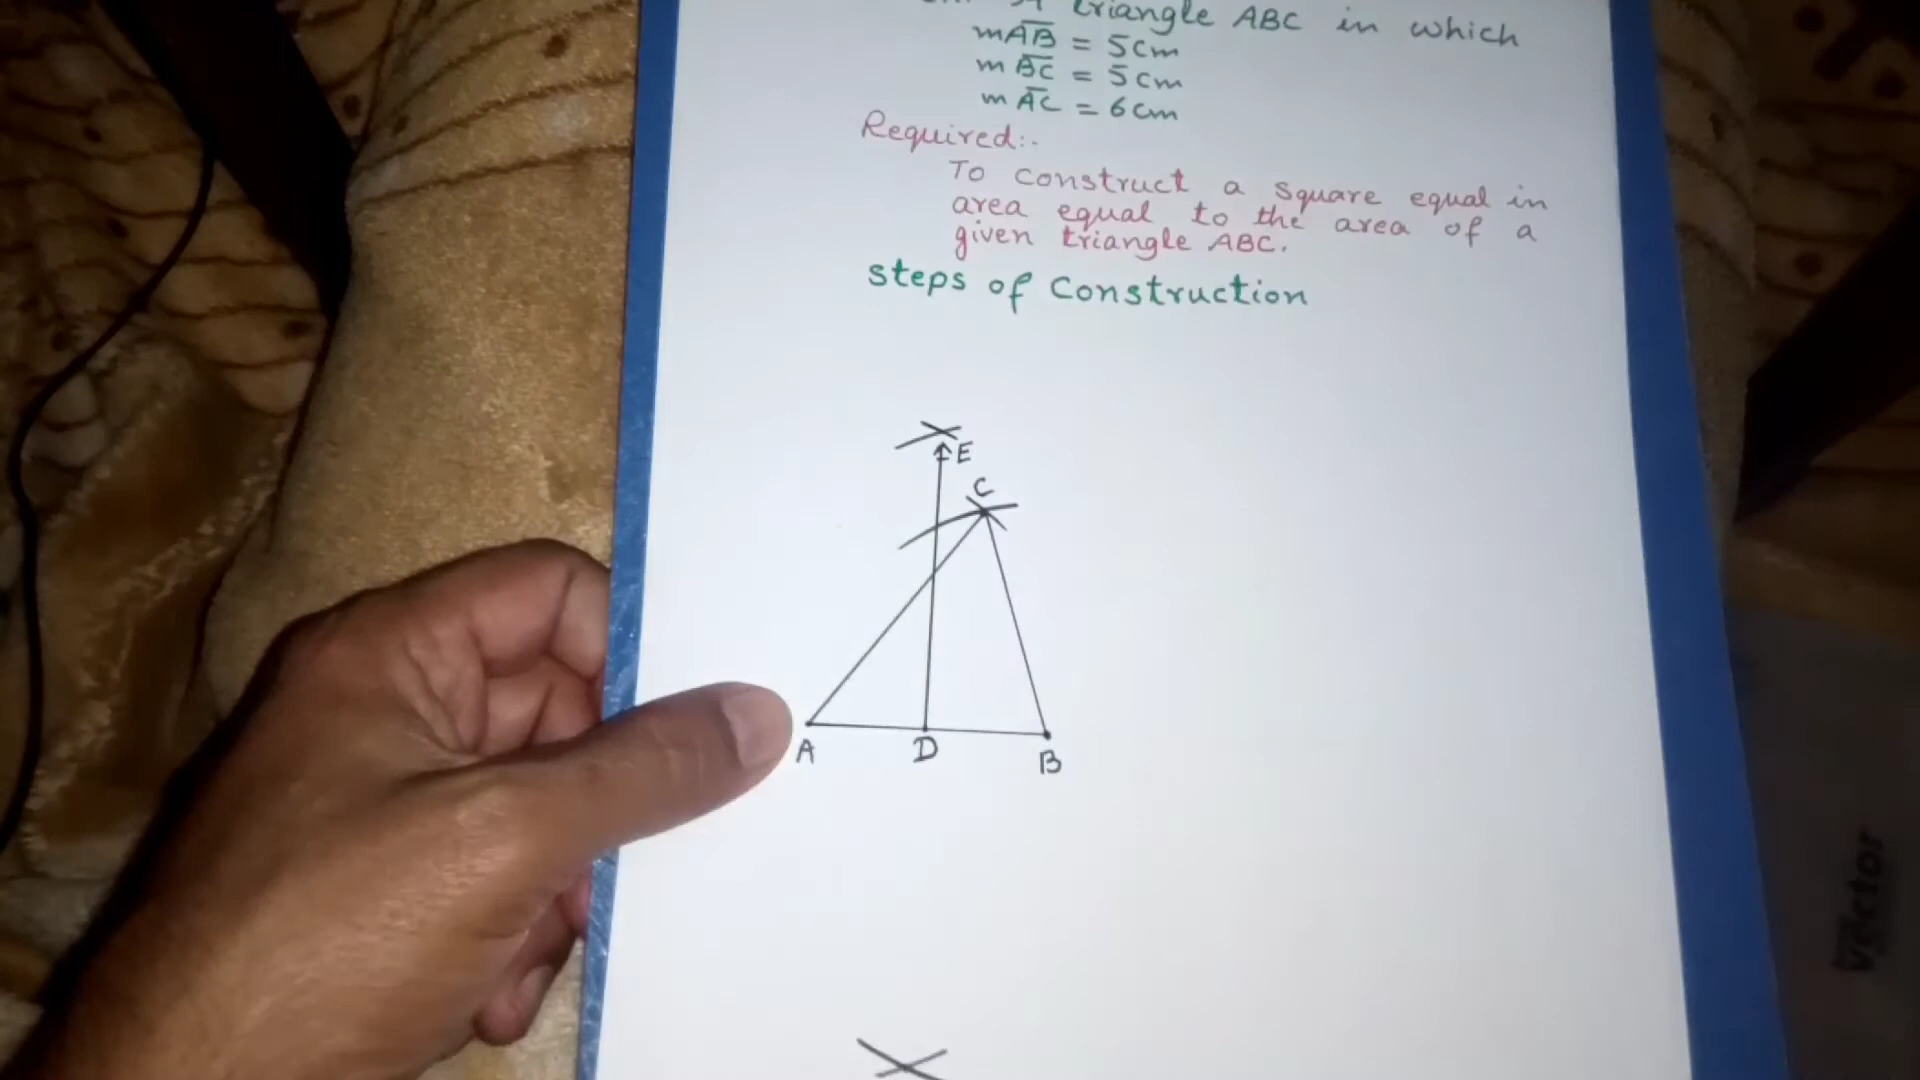 A triangle ABC in which
mAB = 5cm
mBC = 5cm
mAC = 6cm
Required:-
To construct a square equal in
area equal to the area of a
given triangle ABC.
steps of Construction
E
C
A D B
Vector